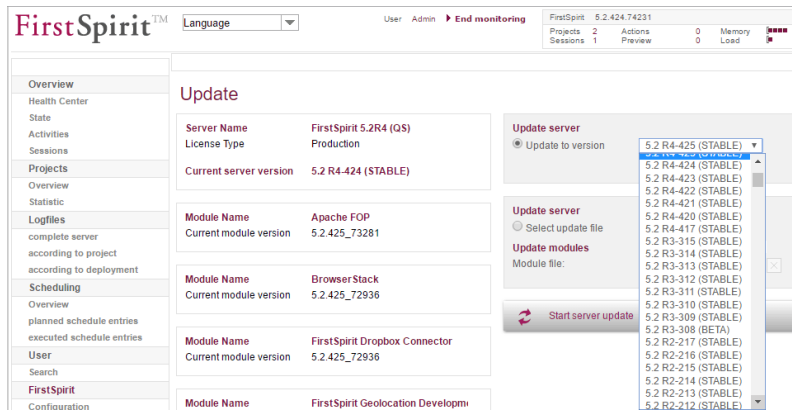 FirstSpirit™
Language
User Admin End monitoring
FirstSpirit 5.2.424.74231
Projects 2 Actions 0 Memory
Sessions 1 Preview 0 Load
Overview
Health Center
State
Activities
Sessions
Projects
Overview
Statistic
Logfiles
complete server
according to project
according to deployment
Scheduling
Overview
planned schedule entries
executed schedule entries
User
Search
FirstSpirit
Configuration
Update
Server Name FirstSpirit 5.2R4 (QS)
License Type Production
Current server version 5.2 R4-424 (STABLE)
Module Name Apache FOP
Current module version 5.2.425_73281
Module Name BrowserStack
Current module version 5.2.425_72936
Module Name FirstSpirit Dropbox Connector
Current module version 5.2.425_72936
Module Name FirstSpirit Geolocation Developm
Update server
Update to version 5.2 R4-425 (STABLE)
Update server
Select update file
Update modules
Module file:
Start server update
5.2 R4-425 (STABLE)
5.2 R4-424 (STABLE)
5.2 R4-423 (STABLE)
5.2 R4-422 (STABLE)
5.2 R4-421 (STABLE)
5.2 R4-420 (STABLE)
5.2 R4-417 (STABLE)
5.2 R3-315 (STABLE)
5.2 R3-314 (STABLE)
5.2 R3-313 (STABLE)
5.2 R3-312 (STABLE)
5.2 R3-311 (STABLE)
5.2 R3-310 (STABLE)
5.2 R3-309 (STABLE)
5.2 R3-308 (BETA)
5.2 R2-217 (STABLE)
5.2 R2-216 (STABLE)
5.2 R2-215 (STABLE)
5.2 R2-214 (STABLE)
5.2 R2-213 (STABLE)
5.2 R2-212 (STABLE)